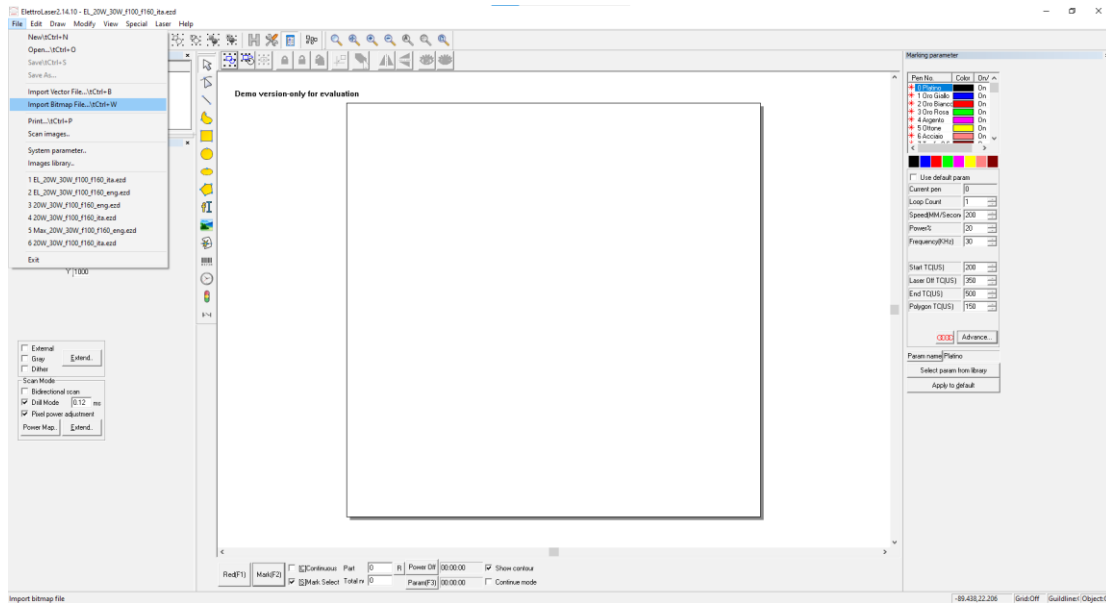 ElettroLaser2.14.10 - EL_20W_30W_f100_f160_ita.ezd
File Edit Draw Modify View Special Laser Help
New\tCtrl+N
Open...\tCtrl+O
Save\tCtrl+S
Save As...
Import Vector File...\tCtrl+B
Import Bitmap File...\tCtrl+W
Print...\tCtrl+P
Scan images..
System parameter..
Images library..
1 EL_20W_30W_f100_f160_ita.ezd
2 EL_20W_30W_f100_f160_eng.ezd
3 20W_30W_f100_f160_eng.ezd
4 20W_30W_f100_f160_ita.ezd
5 Max_20W_30W_f100_f160_eng.ezd
6 20W_30W_f100_f160_ita.ezd
Exit
Y 1000
External
Gray
Extend..
Dither
Scan Mode
Bidirectional scan
Drill Mode 0.12 ms
Pixel power adjustment
Power Map.. Extend..
Demo version-only for evaluation
Red(F1) Mark(F2)
[C]Continuous Part 0 R Power Off 00:00:00 Show contour
[S]Mark Select Total 0 Param(F3) 00:00:00 Continue mode
Marking parameter
Pen No. Color On/
0 Platino On
1 Oro Giallo On
2 Oro Bianco On
3 Oro Rosa On
4 Argento On
5 Ottone On
6 Acciaio On
Use default param
Current pen 0
Loop Count 1
Speed(MM/Secon 200
Power% 20
Frequency(KHz) 30
Start TC(US) 200
Laser Off TC(US) 350
End TC(US) 500
Polygon TC(US) 150
Advance...
Param name Platino
Select param from library
Apply to default
Import bitmap file
-89.438,22.206 Grid:Off Guildline:I Object: